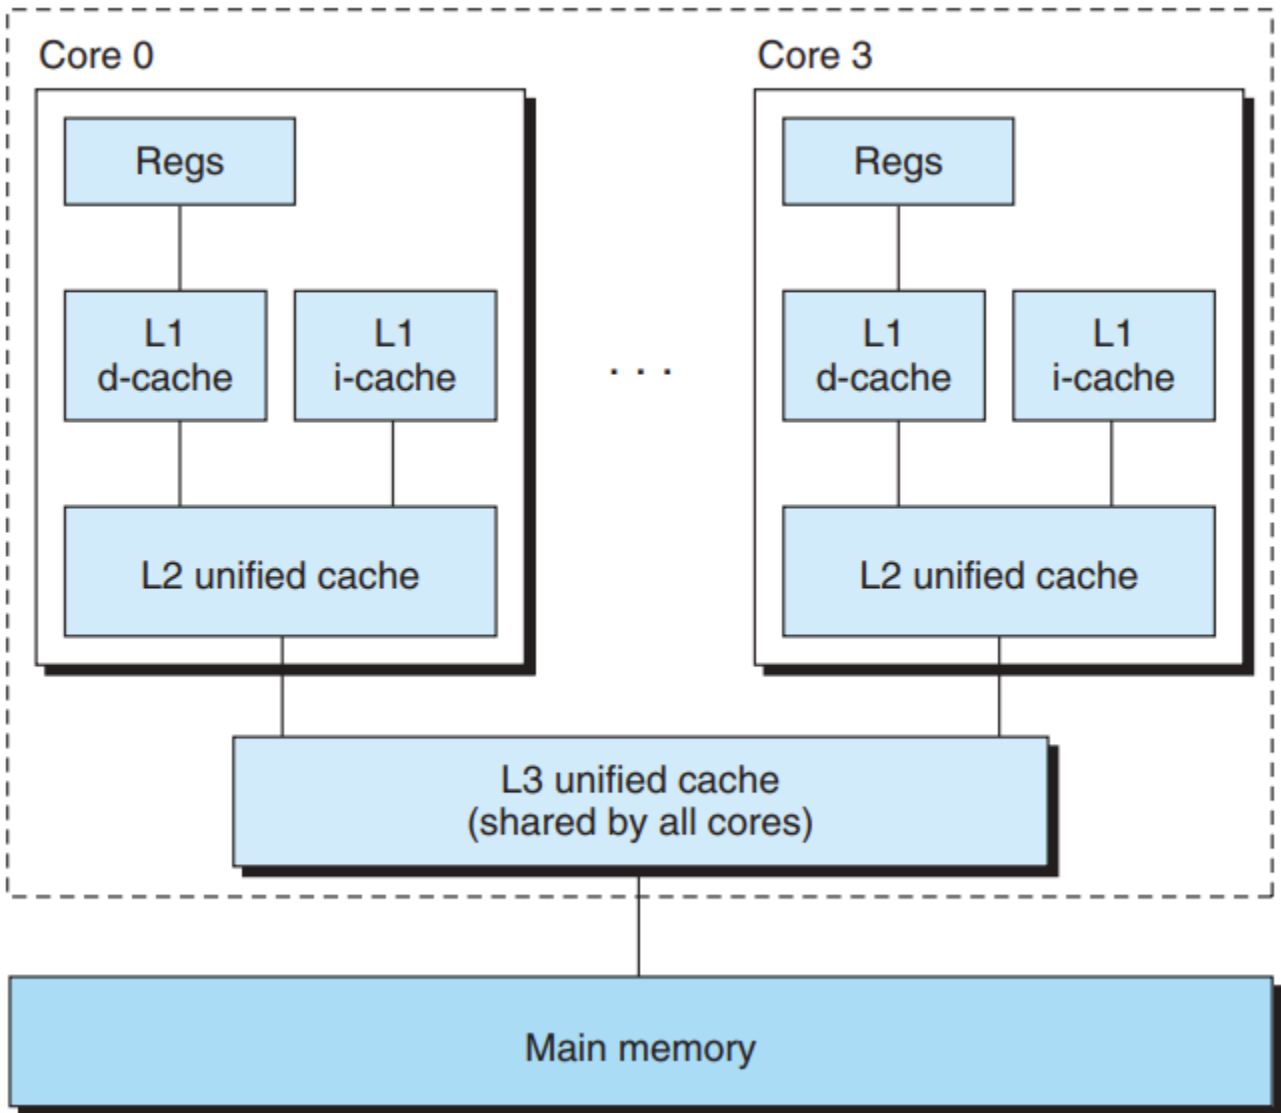 Core 0
Regs
L1
d-cache
L1
i-cache
L2 unified cache
. . .
Core 3
Regs
L1
d-cache
L1
i-cache
L2 unified cache
L3 unified cache
(shared by all cores)
Main memory